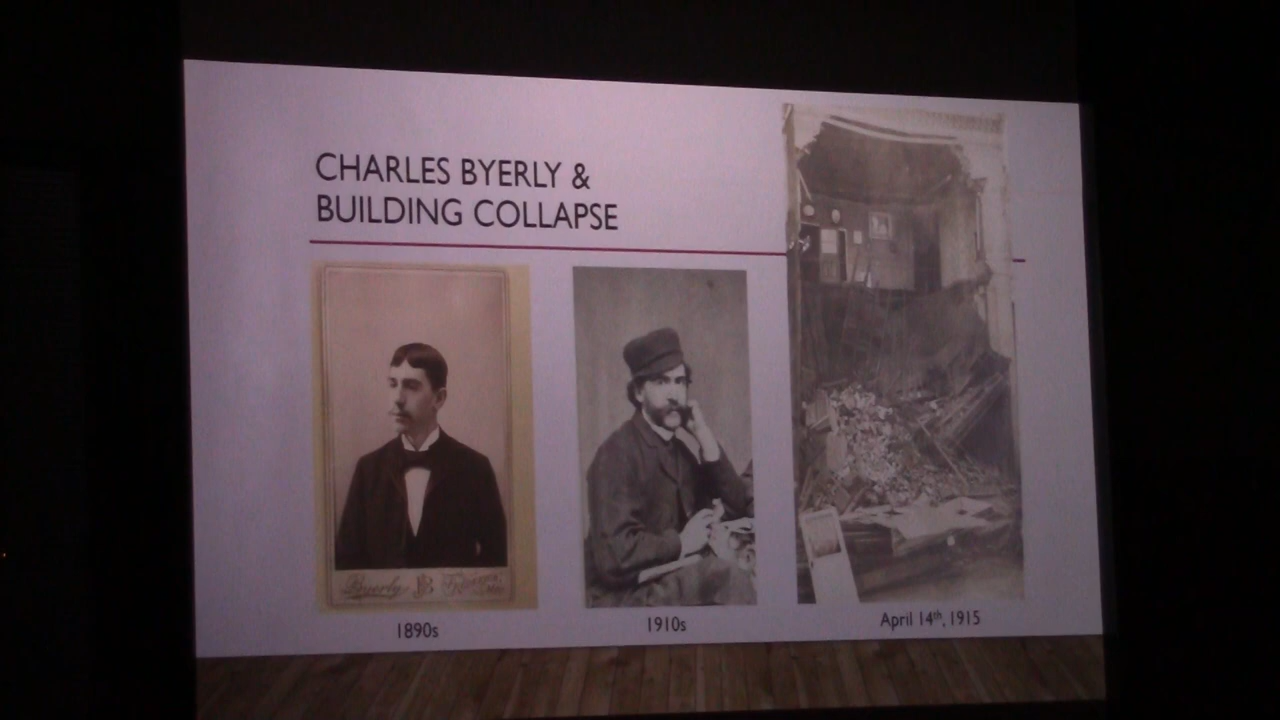 CHARLES BYERLY &
BUILDING COLLAPSE
Byerly
1890s
1910s
April 14th, 1915